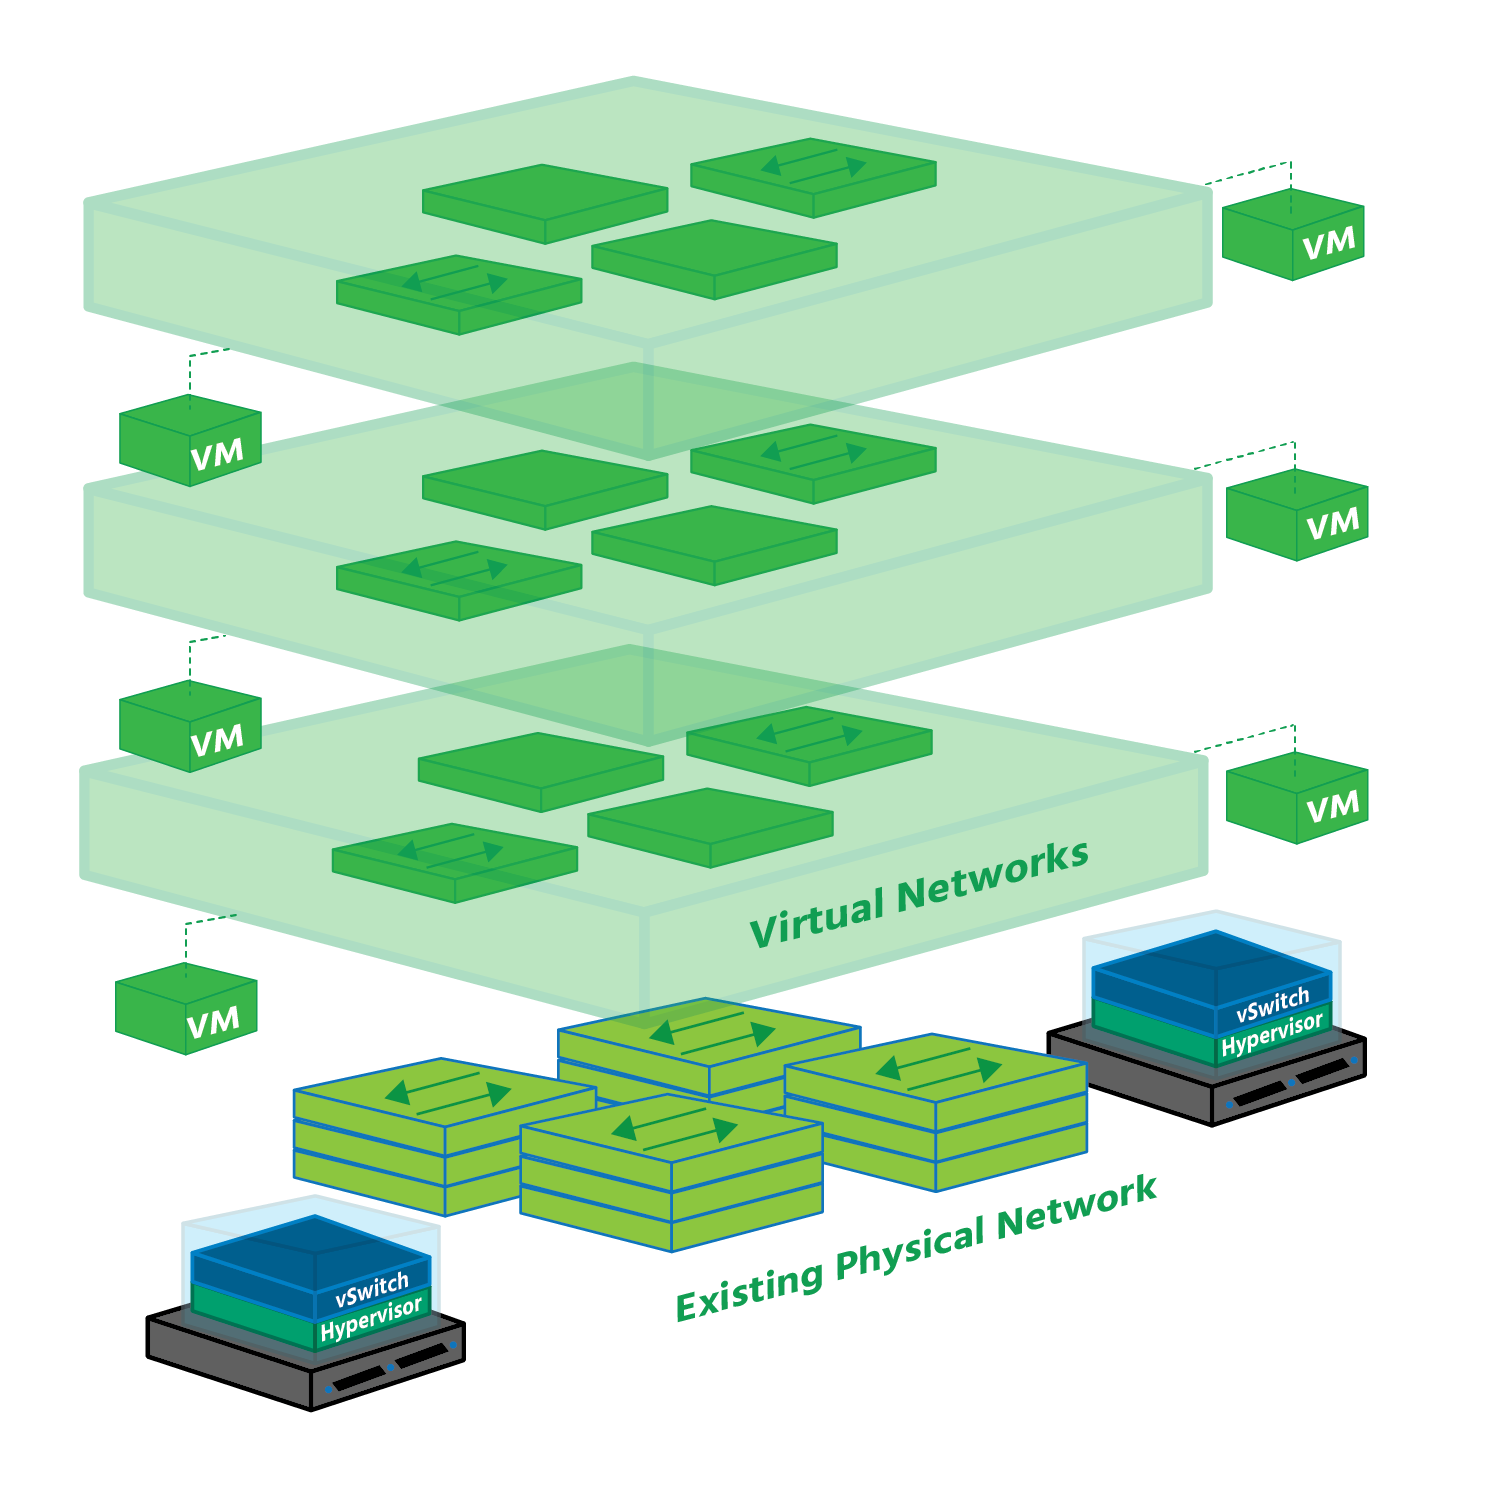 VM
VM
VM
VM
VM
Virtual Networks
VM
vSwitch
Hypervisor
Existing Physical Network
vSwitch
Hypervisor